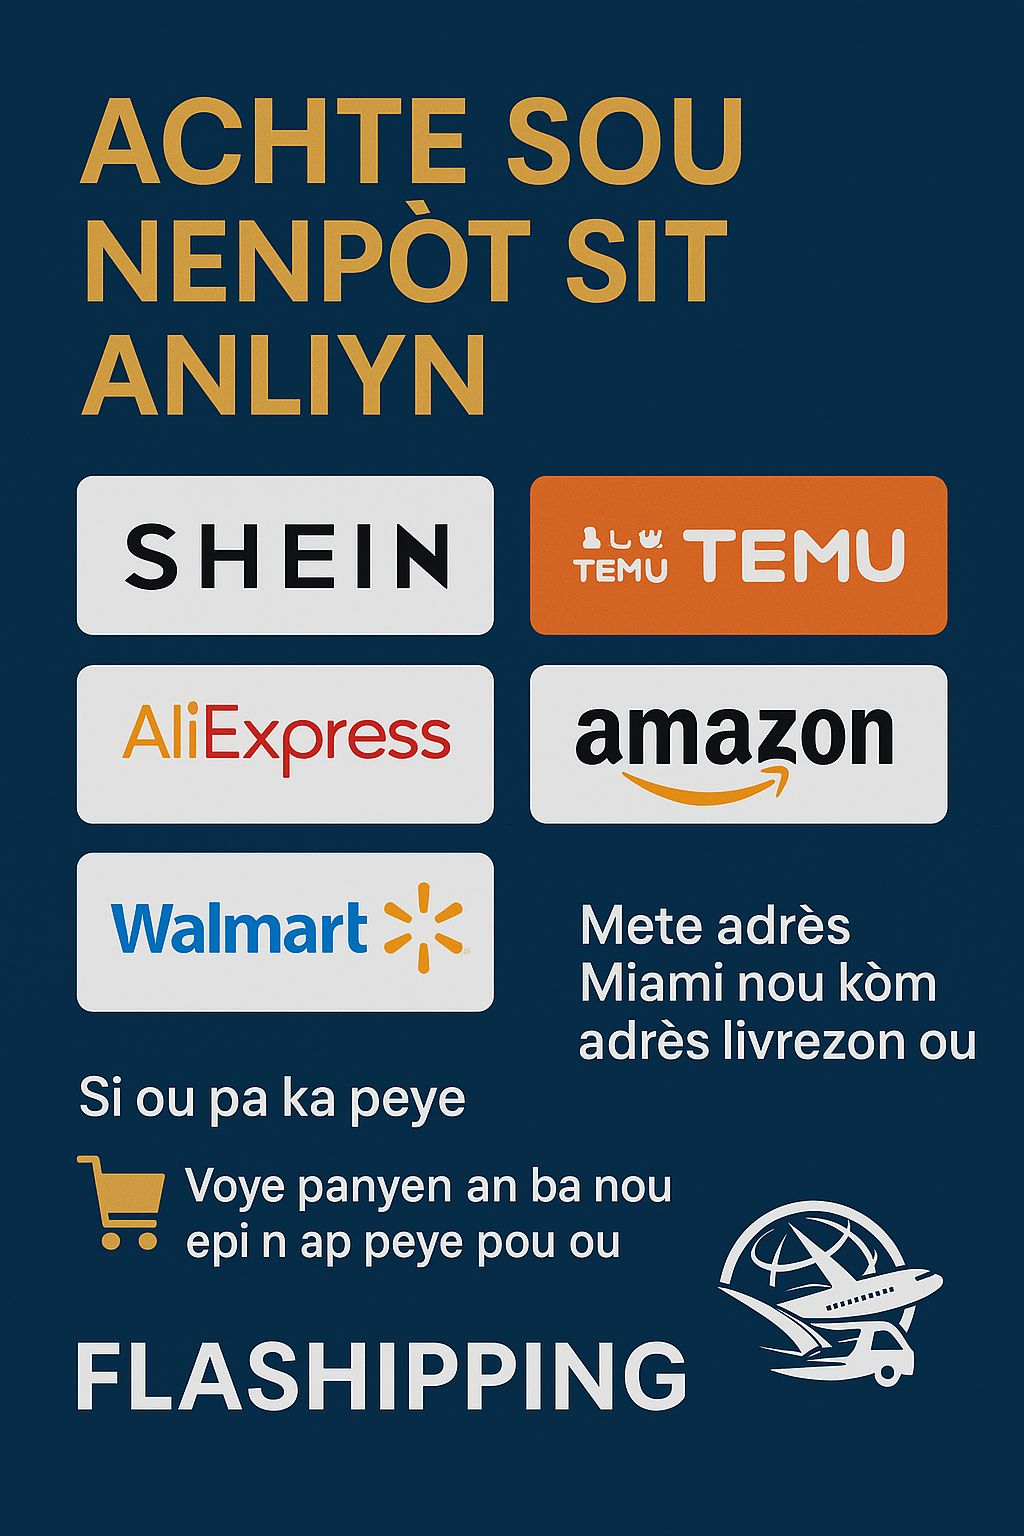 ACHTE SOU
NENPÒT SIT
ANLIYN
SHEIN
TEMU TEMU
AliExpress
amazon
Walmart
Mete adrès
Miami nou kòm
adrès livrezon ou
Si ou pa ka peye
Voye panyen an ba nou
epi n ap peye pou ou
FLASHIPPING